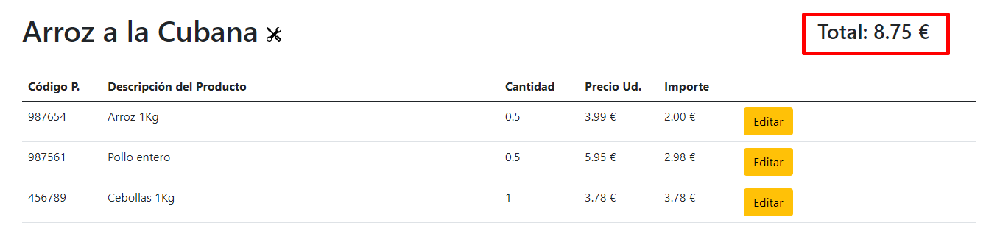 Arroz a la Cubana
Total: 8.75 €
Código P. Descripción del Producto Cantidad Precio Ud. Importe
987654 Arroz 1Kg 0.5 3.99 € 2.00 € Editar
987561 Pollo entero 0.5 5.95 € 2.98 € Editar
456789 Cebollas 1Kg 1 3.78 € 3.78 € Editar